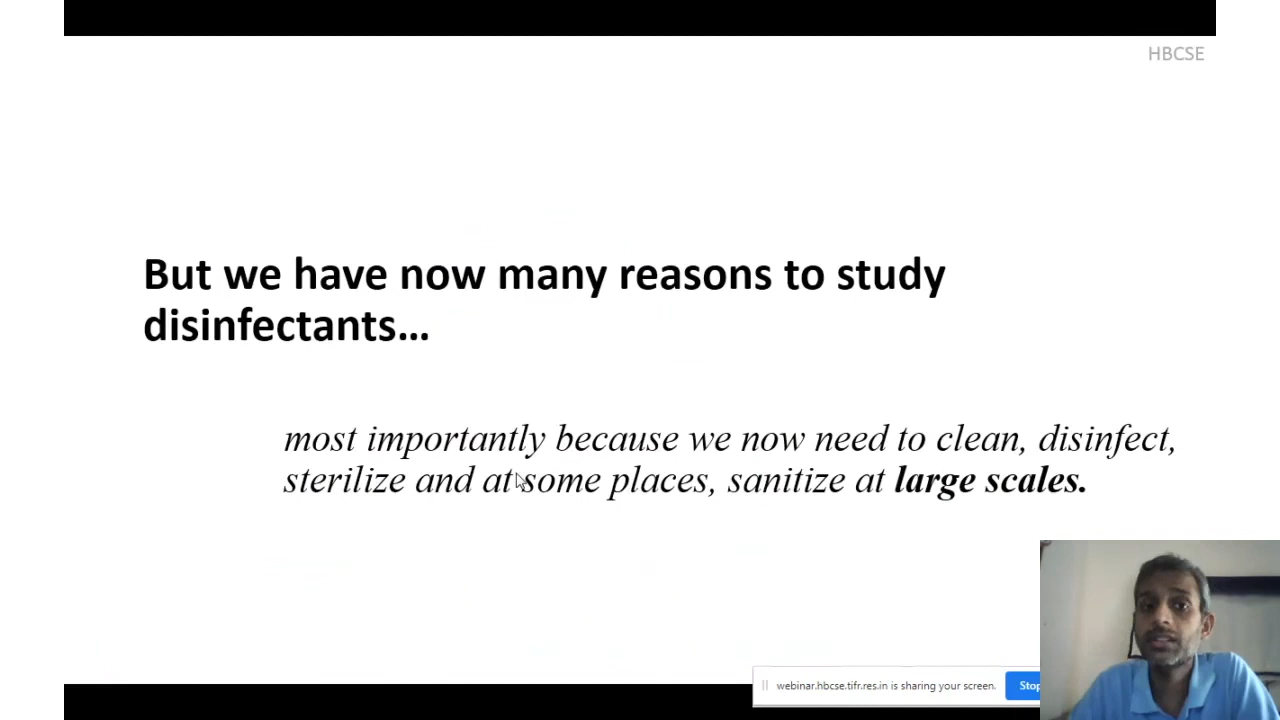 HBCSE
But we have now many reasons to study
disinfectants…
most importantly because we now need to clean, disinfect,
sterilize and at some places, sanitize at large scales.
webinar.hbcse.tifr.res.in is sharing your screen.
Stop